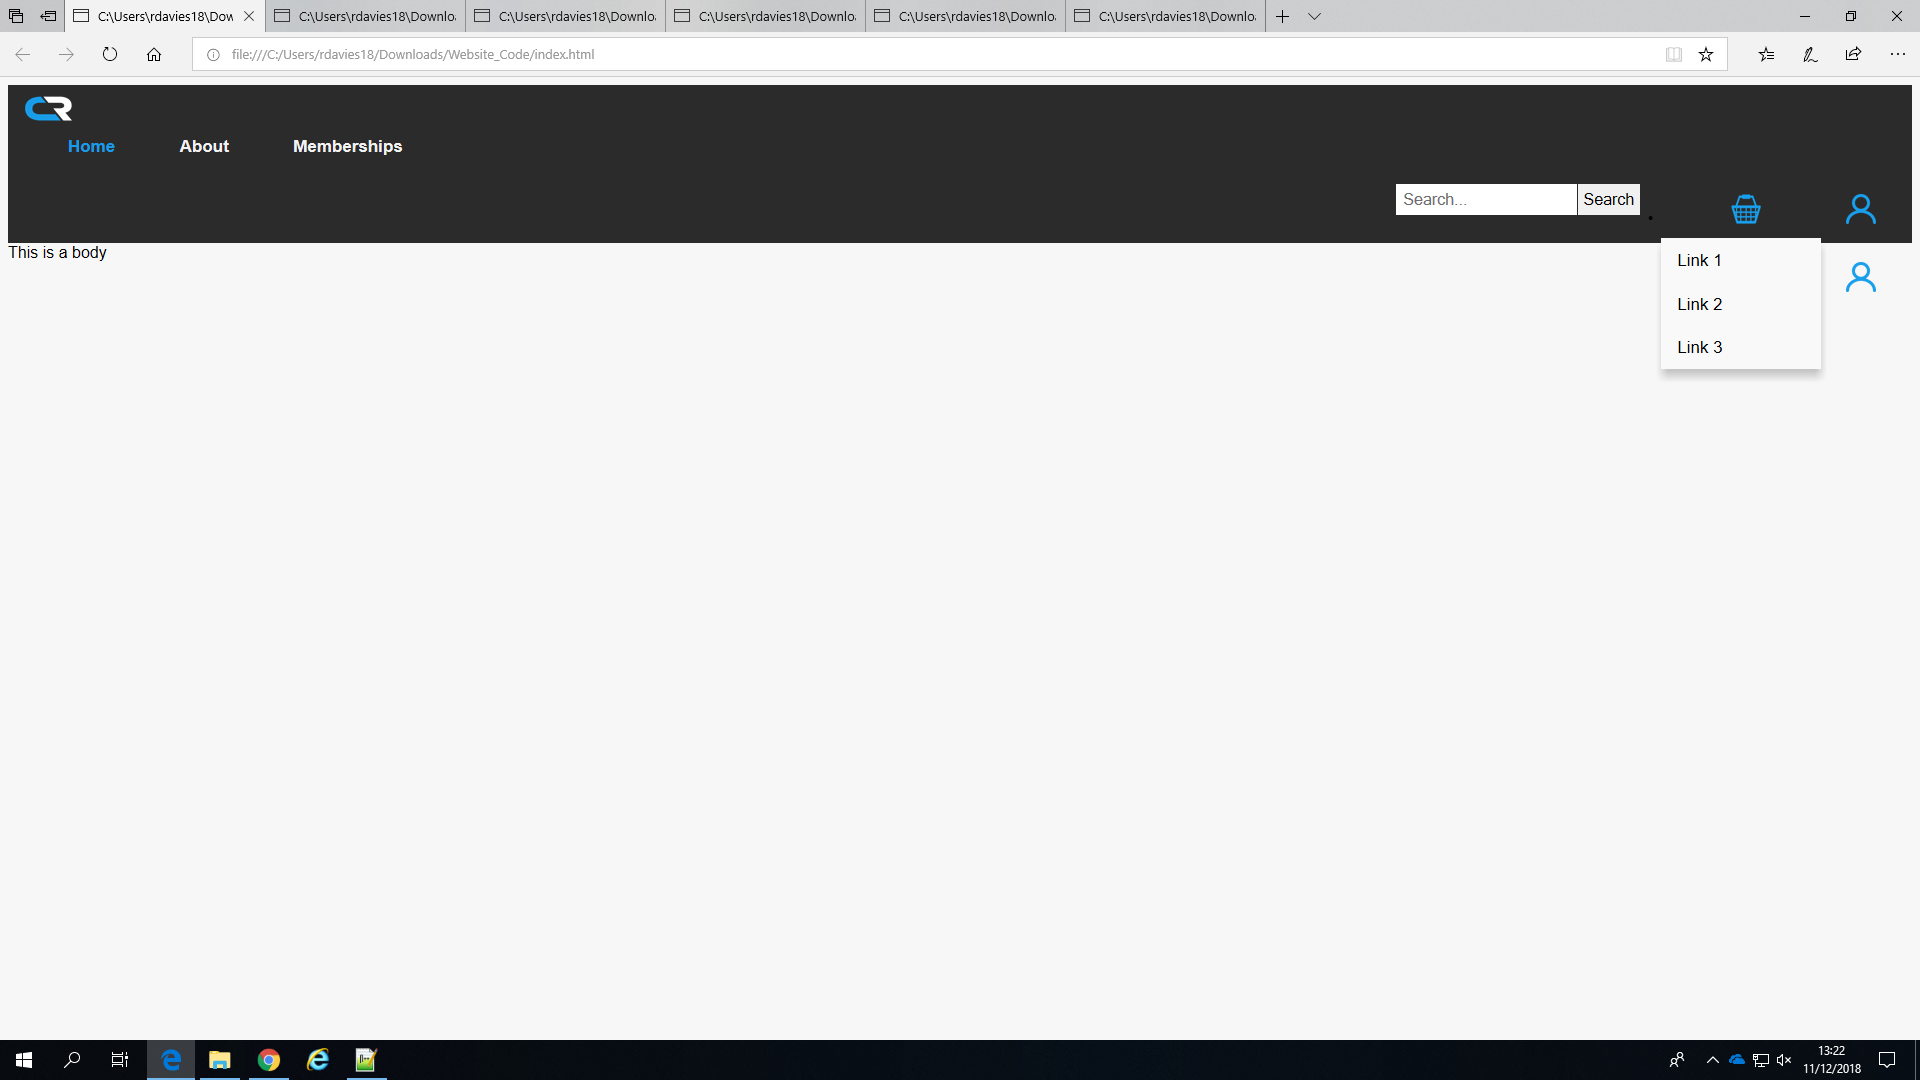 C:\Users\rdavies18\Dow
C:\Users\rdavies18\Downlo
C:\Users\rdavies18\Downlo
C:\Users\rdavies18\Downlo
C:\Users\rdavies18\Downlo
C:\Users\rdavies18\Downlo
file:///C:/Users/rdavies18/Downloads/Website_Code/index.html
CR
Home About Memberships
Search... Search
This is a body
Link 1
Link 2
Link 3
13:22
11/12/2018